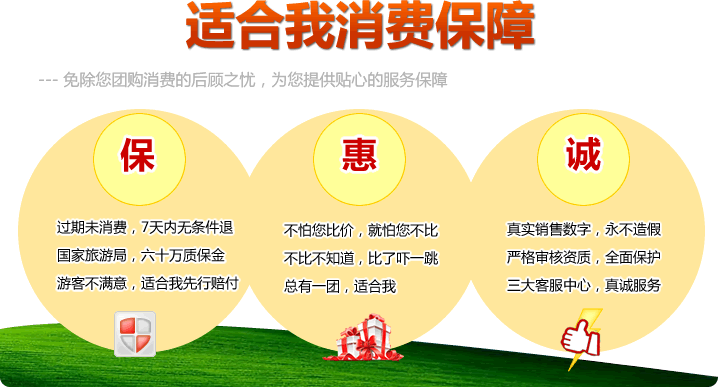 适合我消费保障
--- 免除您团购消费的后顾之忧，为您提供贴心的服务保障
保
过期未消费，7天内无条件退
国家旅游局，六十万质保金
游客不满意，适合我先行赔付
惠
不怕您比价，就怕您不比
不比不知道，比了吓一跳
总有一团，适合我
诚
真实销售数字，永不造假
严格审核资质，全面保护
三大客服中心，真诚服务